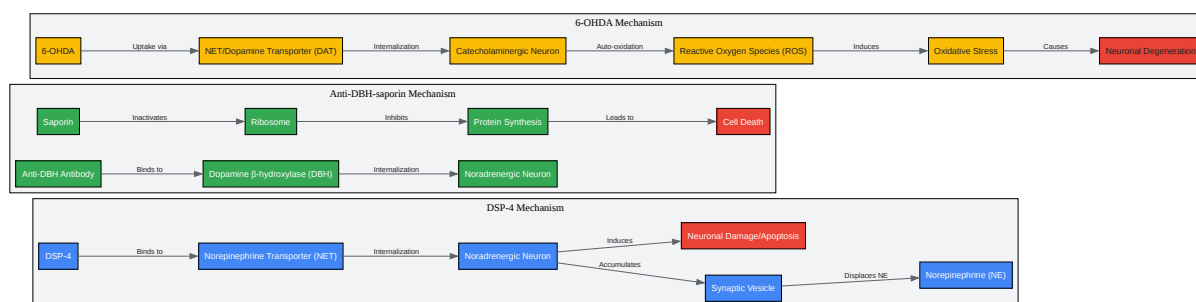 6-OHDA Mechanism
6-OHDA
Uptake via
NET/Dopamine Transporter (DAT)
Internalization
Catecholaminergic Neuron
Auto-oxidation
Reactive Oxygen Species (ROS)
Induces
Oxidative Stress
Causes
Neuronal Degeneration
Anti-DBH-saporin Mechanism
Saporin
Inactivates
Ribosome
Inhibits
Protein Synthesis
Leads to
Cell Death
Anti-DBH Antibody
Binds to
Dopamine β-hydroxylase (DBH)
Internalization
Noradrenergic Neuron
DSP-4 Mechanism
DSP-4
Binds to
Norepinephrine Transporter (NET)
Internalization
Noradrenergic Neuron
Induces
Neuronal Damage/Apoptosis
Accumulates
Synaptic Vesicle
Displaces NE
Norepinephrine (NE)